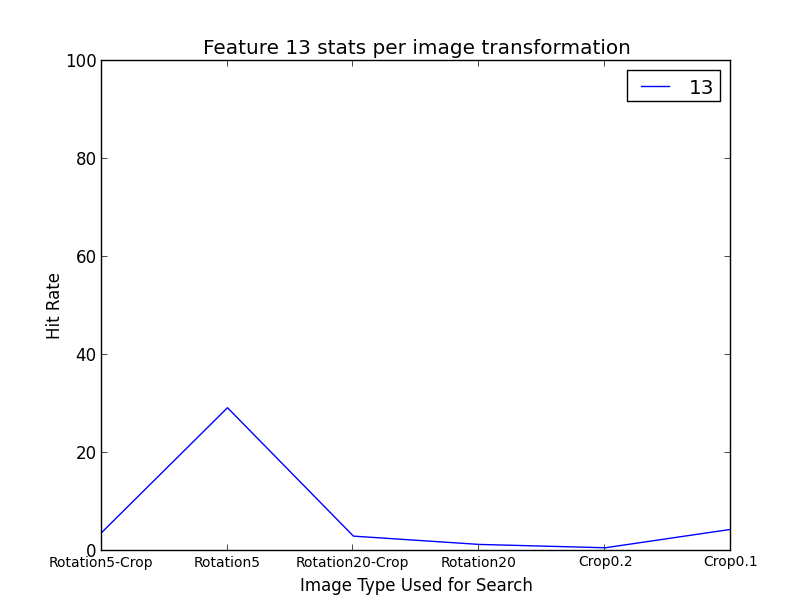 Feature 13 stats per image transformation
13
100
80
60
40
20
0
Hit Rate
Rotation5-Crop Rotation5 Rotation20-Crop Rotation20 Crop0.2 Crop0.1
Image Type Used for Search